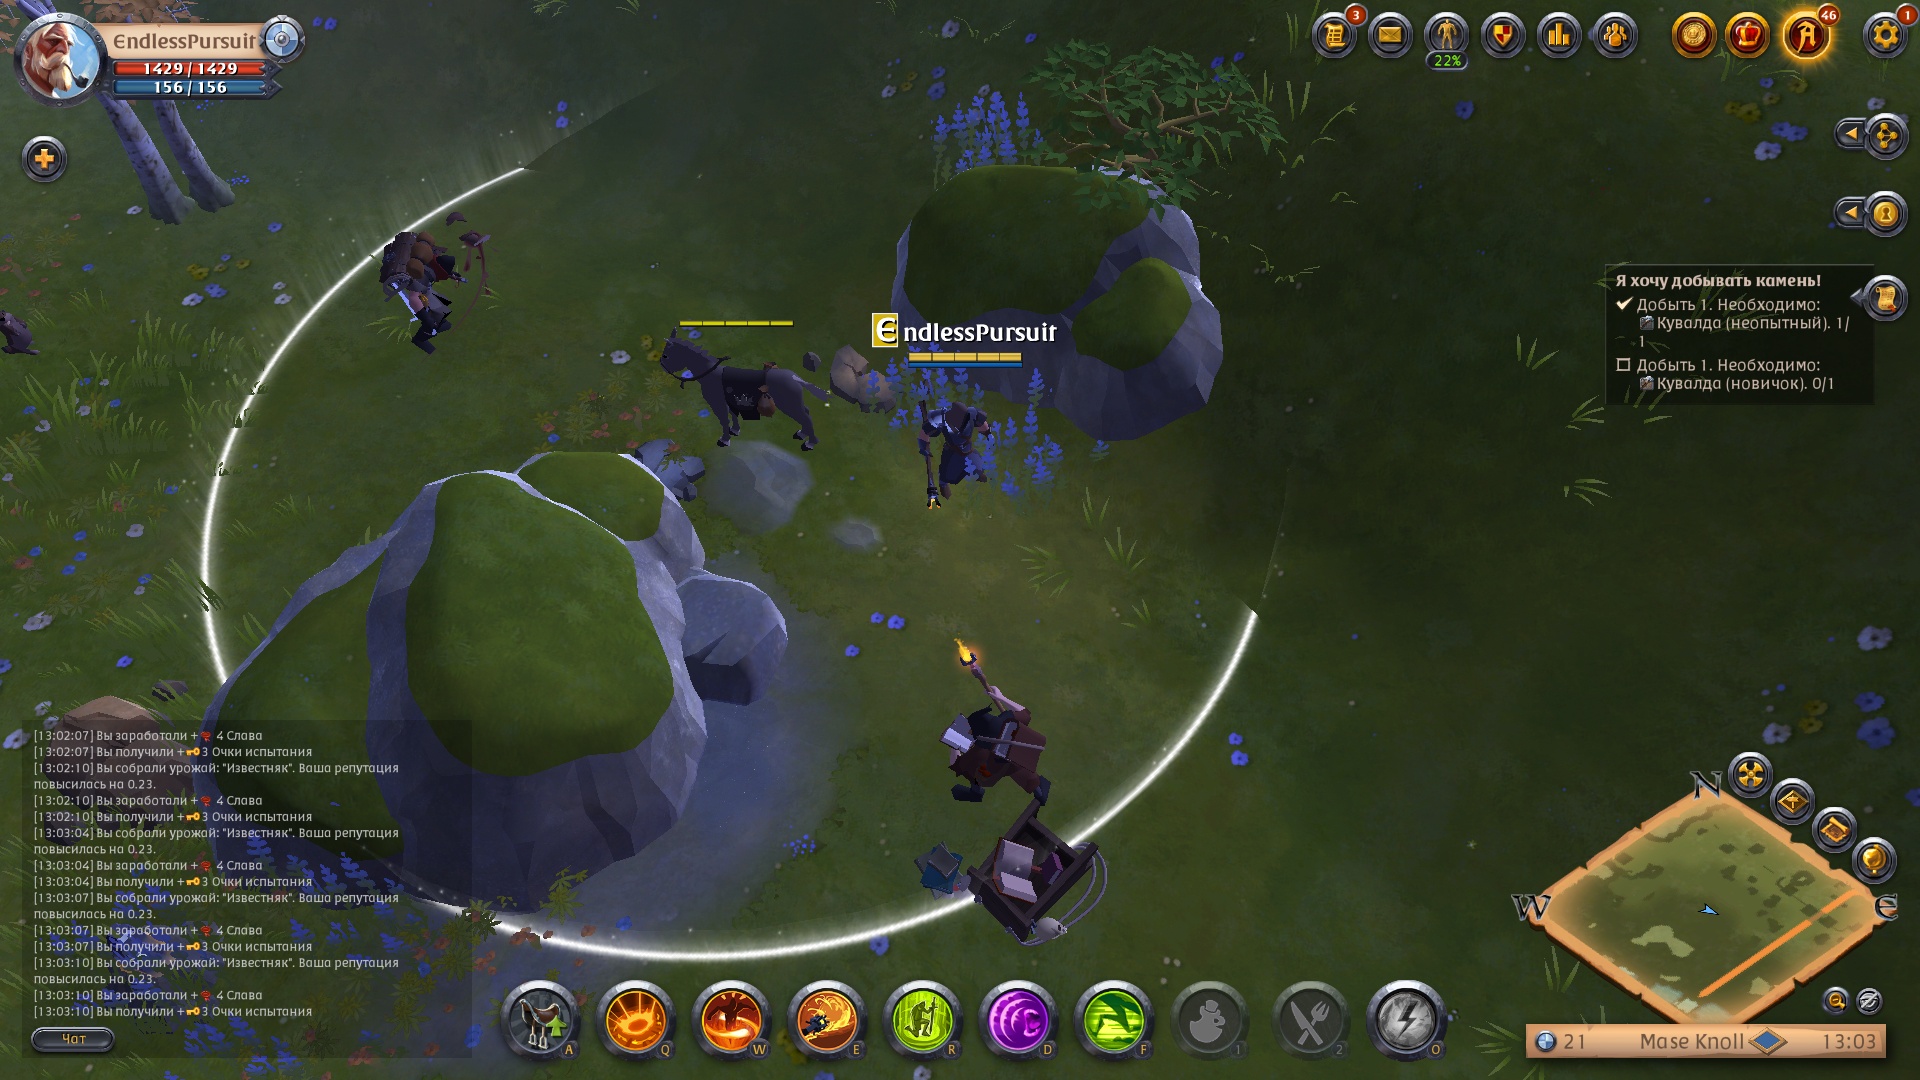 EndlessPursuit
1429 / 1429
156 / 156
3
22%
46
1
EndlessPursuit
Я хочу добывать камень!
Добыть 1. Необходимо:
Кувалда (неопытный). 1/
1
Добыть 1. Необходимо:
Кувалда (новичок). 0/1
[13:02:07] Вы заработали + 4 Слава
[13:02:07] Вы получили + 3 Очки испытания
[13:02:10] Вы собрали урожай: "Известняк". Ваша репутация
повысилась на 0.23.
[13:02:10] Вы заработали + 4 Слава
[13:02:10] Вы получили + 3 Очки испытания
[13:03:04] Вы собрали урожай: "Известняк". Ваша репутация
повысилась на 0.23.
[13:03:04] Вы заработали + 4 Слава
[13:03:04] Вы получили + 3 Очки испытания
[13:03:07] Вы собрали урожай: "Известняк". Ваша репутация
повысилась на 0.23.
[13:03:07] Вы заработали + 4 Слава
[13:03:07] Вы получили + 3 Очки испытания
[13:03:10] Вы собрали урожай: "Известняк". Ваша репутация
повысилась на 0.23.
[13:03:10] Вы заработали + 4 Слава
[13:03:10] Вы получили + 3 Очки испытания
Чат
A Q W E R D F 1 2 O
N
W E
21 Mase Knoll 13:03